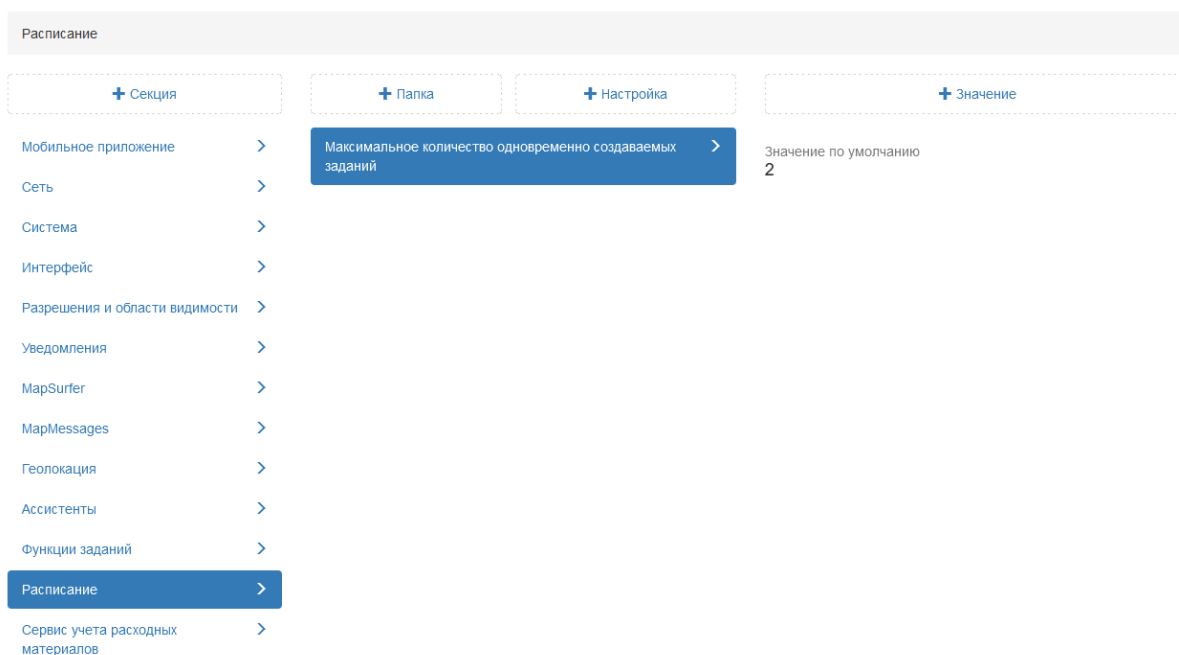 Расписание
Секция
Папка
Настройка
Значение
Мобильное приложение
Сеть
Система
Интерфейс
Разрешения и области видимости
Уведомления
MapSurfer
MapMessages
Геолокация
Ассистенты
Функции заданий
Расписание
Сервис учета расходных
материалов
Максимальное количество одновременно создаваемых
заданий
Значение по умолчанию
2